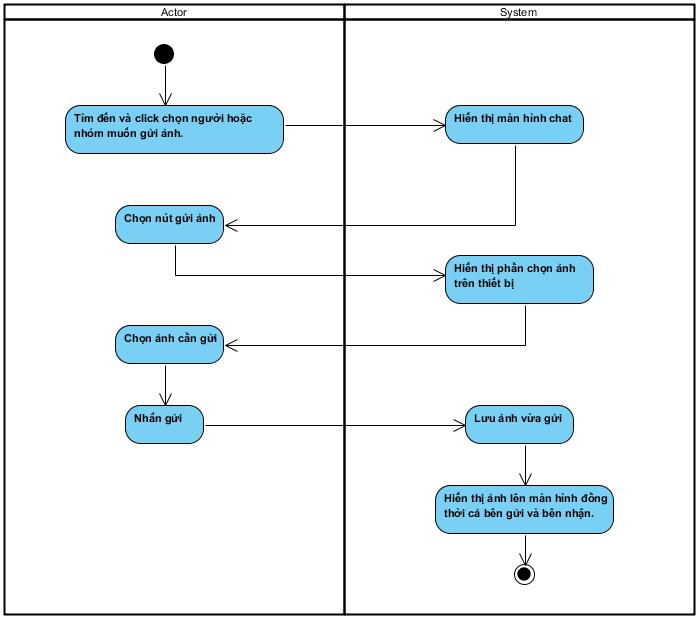 Actor
System
Tìm đến và click chọn người hoặc
nhóm muốn gửi ảnh.
Hiển thị màn hình chat
Chọn nút gửi ảnh
Hiển thị phần chọn ảnh
trên thiết bị
Chọn ảnh cần gửi
Nhấn gửi
Lưu ảnh vừa gửi
Hiển thị ảnh lên màn hình đồng
thời cả bên gửi và bên nhận.